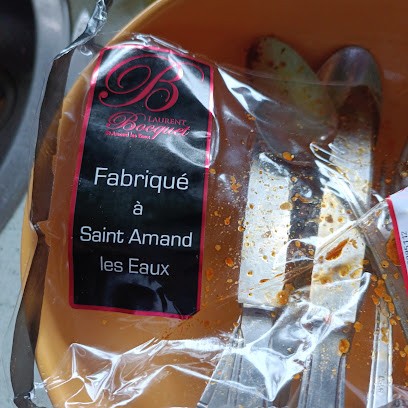 B
LAURENT
Bocquet
Fabriqué
à
Saint Amand
les Eaux